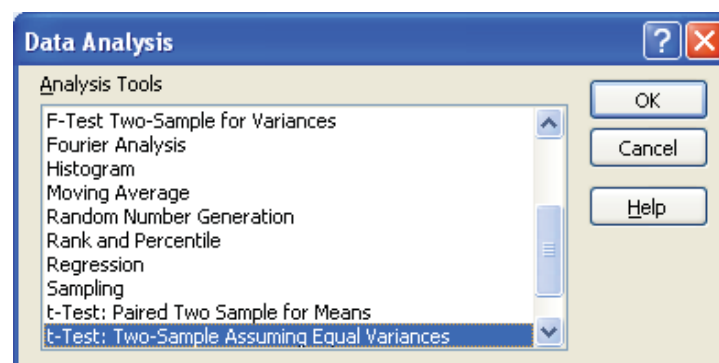 Data Analysis
Analysis Tools
F-Test Two-Sample for Variances
Fourier Analysis
Histogram
Moving Average
Random Number Generation
Rank and Percentile
Regression
Sampling
t-Test: Paired Two Sample for Means
t-Test: Two-Sample Assuming Equal Variances
OK
Cancel
Help